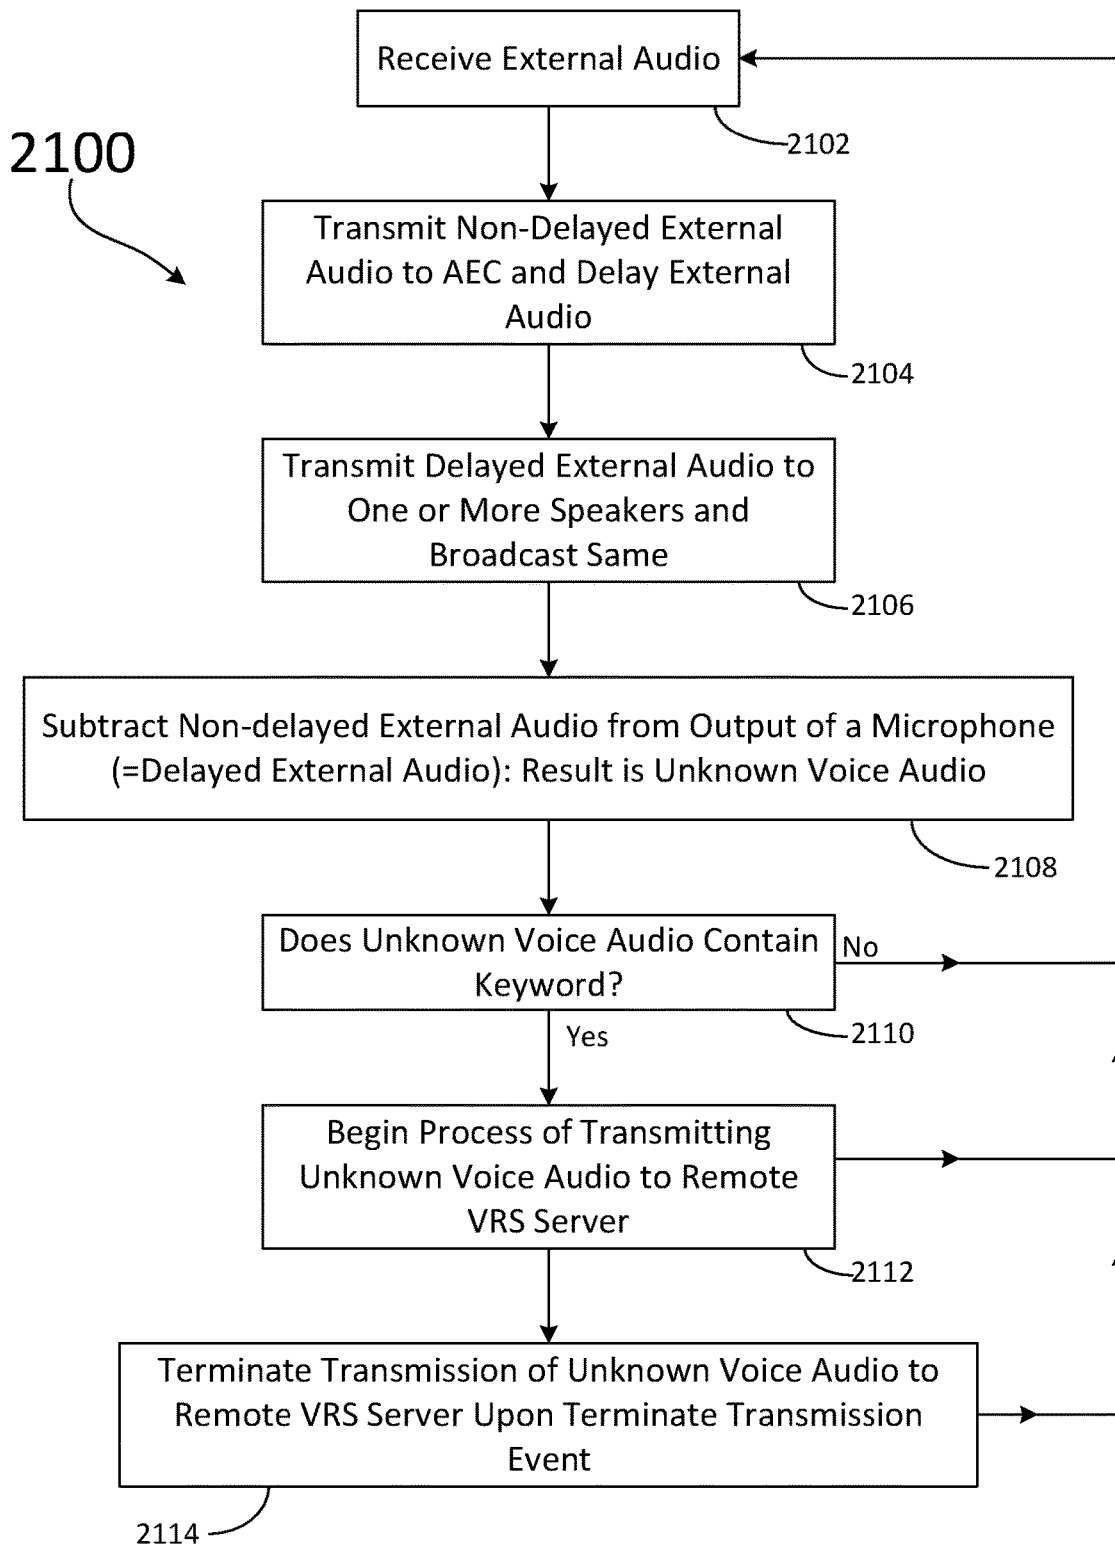 Receive External Audio
2102
2100
Transmit Non-Delayed External
Audio to AEC and Delay External
Audio
2104
Transmit Delayed External Audio to
One or More Speakers and
Broadcast Same
2106
Subtract Non-delayed External Audio from Output of a Microphone
(=Delayed External Audio): Result is Unknown Voice Audio
2108
Does Unknown Voice Audio Contain
Keyword?
No
2110
Yes
Begin Process of Transmitting
Unknown Voice Audio to Remote
VRS Server
2112
Terminate Transmission of Unknown Voice Audio to
Remote VRS Server Upon Terminate Transmission
Event
2114